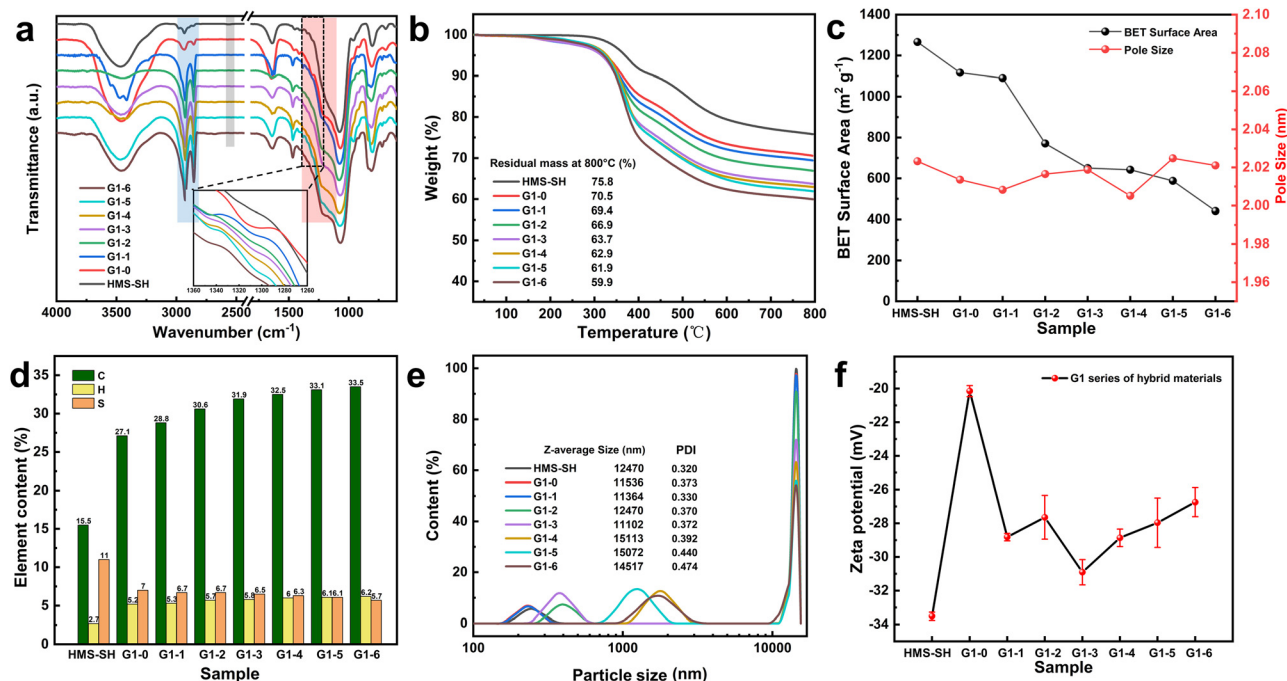 a
Transmittance (a.u.)
G1-6
G1-5
G1-4
G1-3
G1-2
G1-1
G1-0
HMS-SH
1360 1340 1320 1300 1280 1260
4000 3500 3000 2500 1500 1000
Wavenumber (cm-1)
b
Weight (%)
100
90
80
70
60
50
40
Residual mass at 800°C (%)
HMS-SH 75.8
G1-0 70.5
G1-1 69.4
G1-2 66.9
G1-3 63.7
G1-4 62.9
G1-5 61.9
G1-6 59.9
100 200 300 400 500 600 700 800
Temperature (℃)
c
BET Surface Area (m² g⁻¹)
1400
1200
1000
800
600
400
200
0
BET Surface Area
Pole Size
2.10
2.08
2.06
2.04
2.02
2.00
1.98
1.96
Pole Size (nm)
HMS-SH G1-0 G1-1 G1-2 G1-3 G1-4 G1-5 G1-6
Sample
d
Element content (%)
35
30
25
20
15
10
5
0
C
H
S
15.5 2.7 11
27.1 5.2 7
28.8 5.3 6.7
30.6 5.7 6.7
31.9 5.8 6.5
32.5 6 6.3
33.1 6.1 6.1
33.5 6.2 5.7
HMS-SH G1-0 G1-1 G1-2 G1-3 G1-4 G1-5 G1-6
Sample
e
Content (%)
100
80
60
40
20
0
Z-average Size (nm) PDI
HMS-SH 12470 0.320
G1-0 11536 0.373
G1-1 11364 0.330
G1-2 12470 0.370
G1-3 11102 0.372
G1-4 15113 0.392
G1-5 15072 0.440
G1-6 14517 0.474
100 1000 10000
Particle size (nm)
f
Zeta potential (mV)
-20
-22
-24
-26
-28
-30
-32
-34
G1 series of hybrid materials
HMS-SH G1-0 G1-1 G1-2 G1-3 G1-4 G1-5 G1-6
Sample